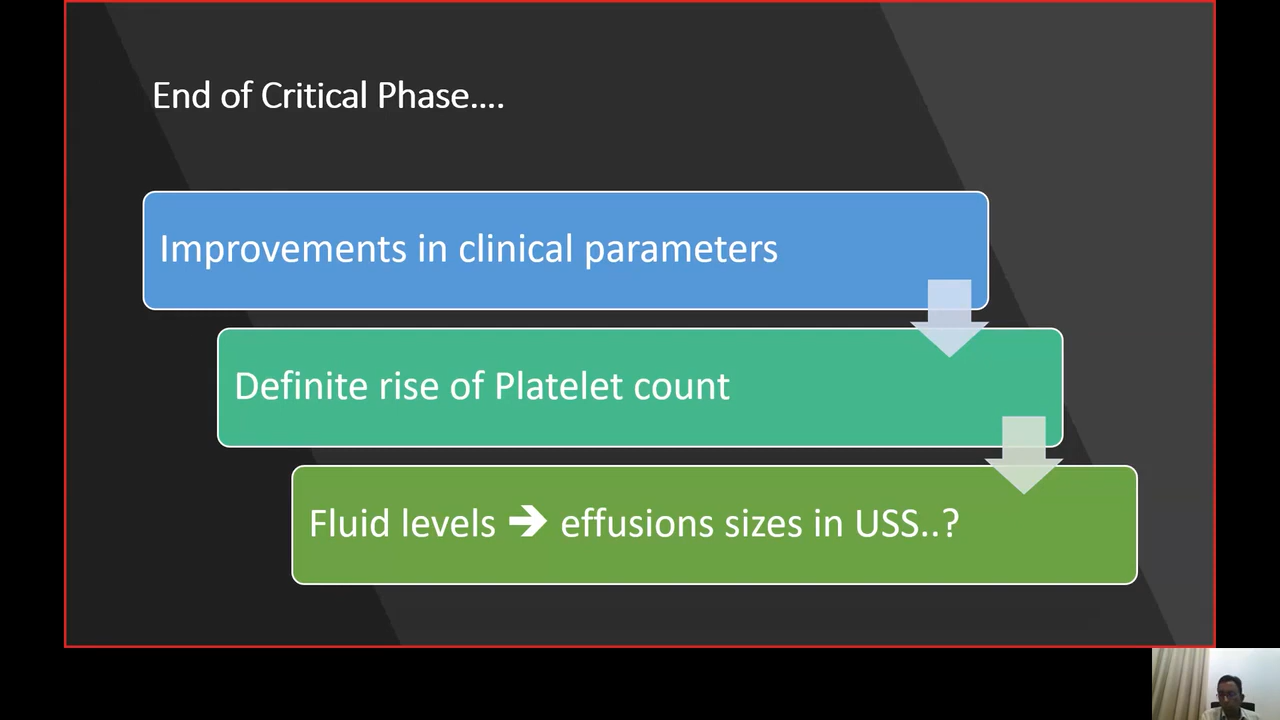 End of Critical Phase....
Improvements in clinical parameters
Definite rise of Platelet count
Fluid levels ➔ effusions sizes in USS..?